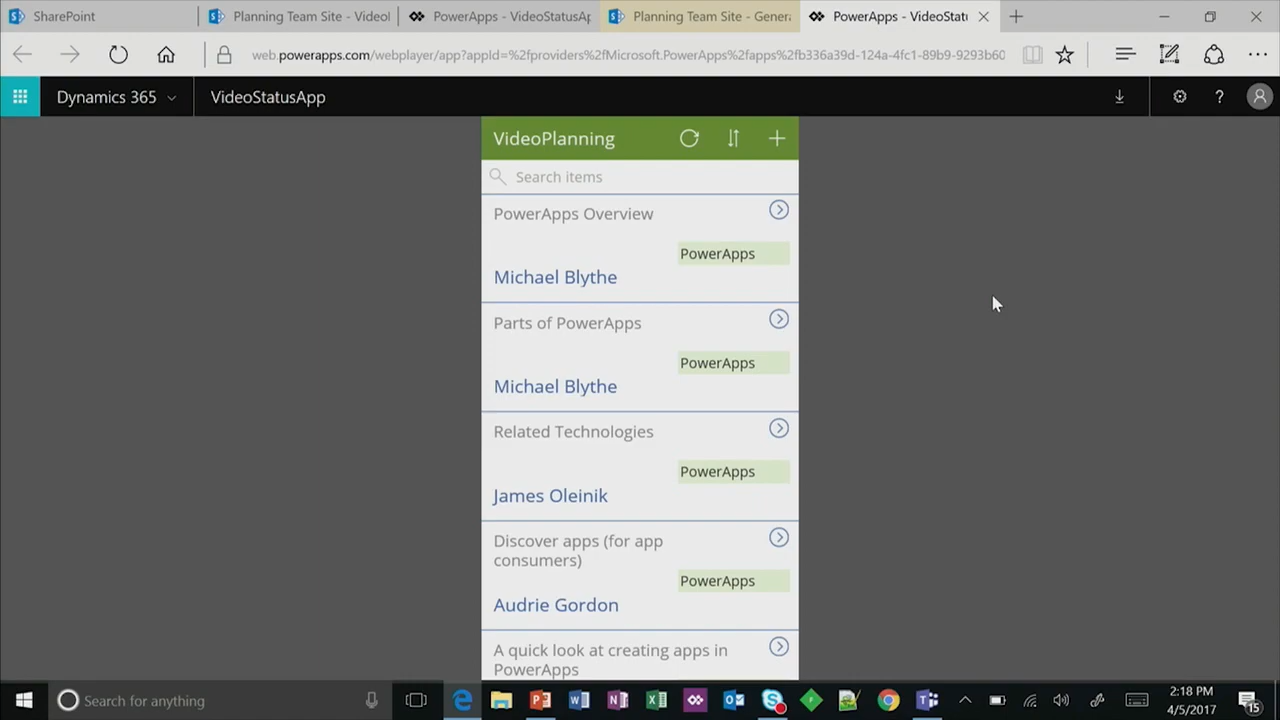 SharePoint
Planning Team Site - Videol
PowerApps - VideoStatusAp
Planning Team Site - Genera
PowerApps - VideoStatu
web.powerapps.com/webplayer/app?appId=%2fproviders%2fMicrosoft.PowerApps%2fapps%2fb336a39d-124a-4fc1-89b9-9293b60
Dynamics 365
VideoStatusApp
?
VideoPlanning
Search items
PowerApps Overview
PowerApps
Michael Blythe
Parts of PowerApps
PowerApps
Michael Blythe
Related Technologies
PowerApps
James Oleinik
Discover apps (for app
consumers)
PowerApps
Audrie Gordon
A quick look at creating apps in
PowerApps
Search for anything
2:18 PM
4/5/2017
15